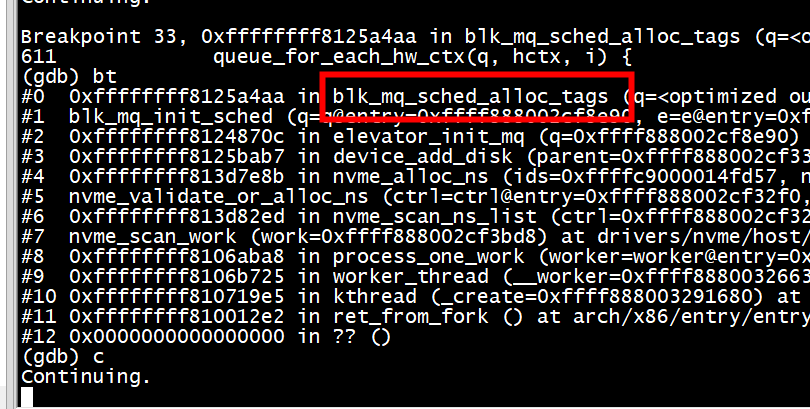 Continuing.
Breakpoint 33, 0xffffffff8125a4aa in blk_mq_sched_alloc_tags (q=<o
611 queue_for_each_hw_ctx(q, hctx, i) {
(gdb) bt
#0 0xffffffff8125a4aa in blk_mq_sched_alloc_tags (q=<optimized ou
#1 blk_mq_init_sched (q=q@entry=0xffff888002cf8e90, e=e@entry=0xf
#2 0xffffffff8124870c in elevator_init_mq (q=0xffff888002cf8e90)
#3 0xffffffff8125bab7 in device_add_disk (parent=0xffff888002cf33
#4 0xffffffff813d7e8b in nvme_alloc_ns (ids=0xffffc9000014fd57, n
#5 nvme_validate_or_alloc_ns (ctrl=ctrl@entry=0xffff888002cf32f0,
#6 0xffffffff813d82ed in nvme_scan_ns_list (ctrl=0xffff888002cf32
#7 nvme_scan_work (work=0xffff888002cf3bd8) at drivers/nvme/host/
#8 0xffffffff8106aba8 in process_one_work (worker=worker@entry=0x
#9 0xffffffff8106b725 in worker_thread (__worker=0xffff8880032663
#10 0xffffffff810719e5 in kthread (_create=0xffff888003291680) at
#11 0xffffffff810012e2 in ret_from_fork () at arch/x86/entry/entry
#12 0x0000000000000000 in ?? ()
(gdb) c
Continuing.